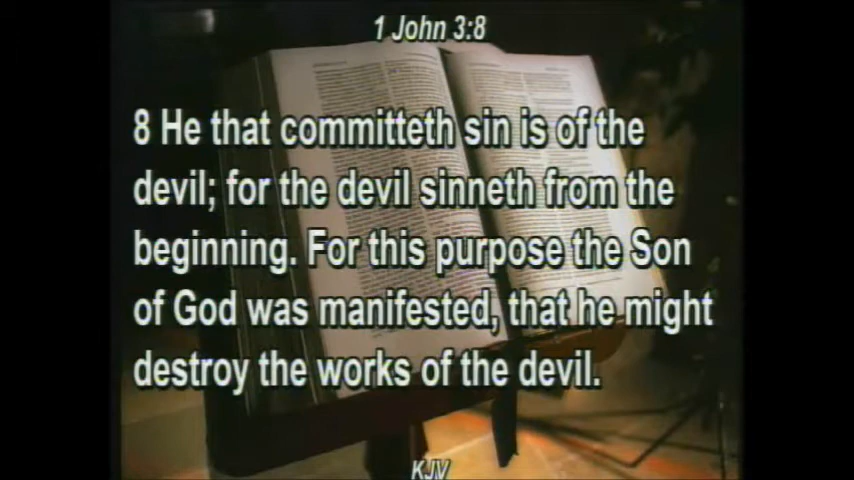 1 John 3:8
8 He that committeth sin is of the
devil; for the devil sinneth from the
beginning. For this purpose the Son
of God was manifested, that he might
destroy the works of the devil.
KJV